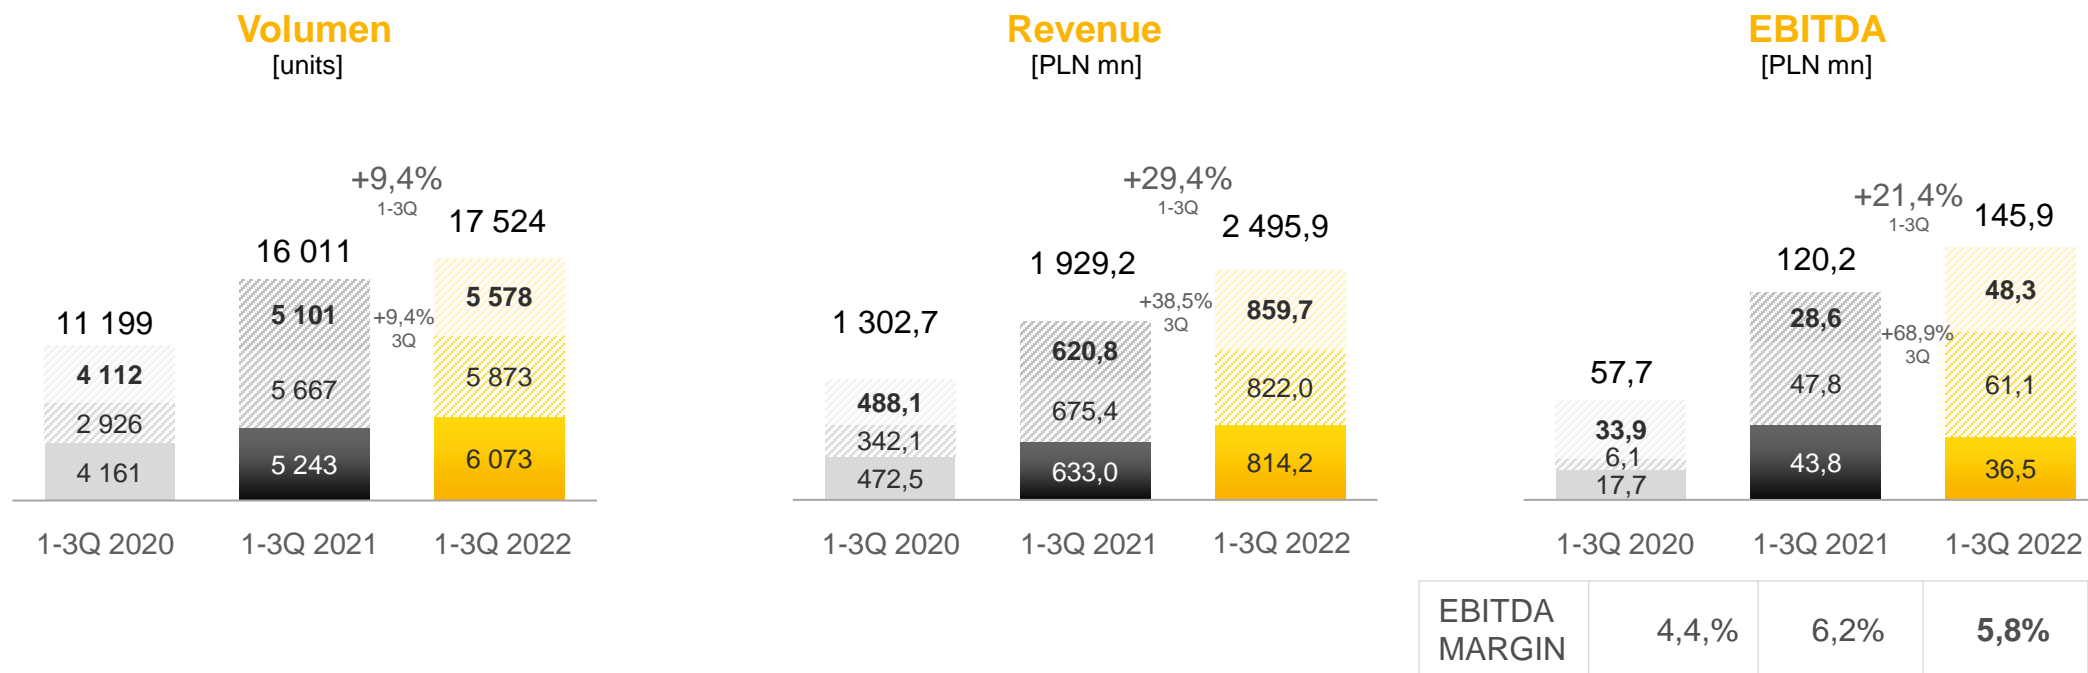 Volumen
[units]
+9,4%
1-3Q
17 524
16 011
11 199
5 578
5 101
+9,4%
3Q
4 112
5 873
5 667
2 926
6 073
5 243
4 161
1-3Q 2020
1-3Q 2021
1-3Q 2022
Revenue
[PLN mn]
+29,4%
1-3Q
2 495,9
1 929,2
1 302,7
+38,5%
3Q
859,7
620,8
488,1
822,0
675,4
342,1
814,2
633,0
472,5
1-3Q 2020
1-3Q 2021
1-3Q 2022
EBITDA
[PLN mn]
+21,4%
1-3Q
145,9
120,2
57,7
48,3
28,6
+68,9%
3Q
33,9
61,1
47,8
6,1
36,5
43,8
17,7
1-3Q 2020
1-3Q 2021
1-3Q 2022
EBITDA
MARGIN
4,4,%
6,2%
5,8%